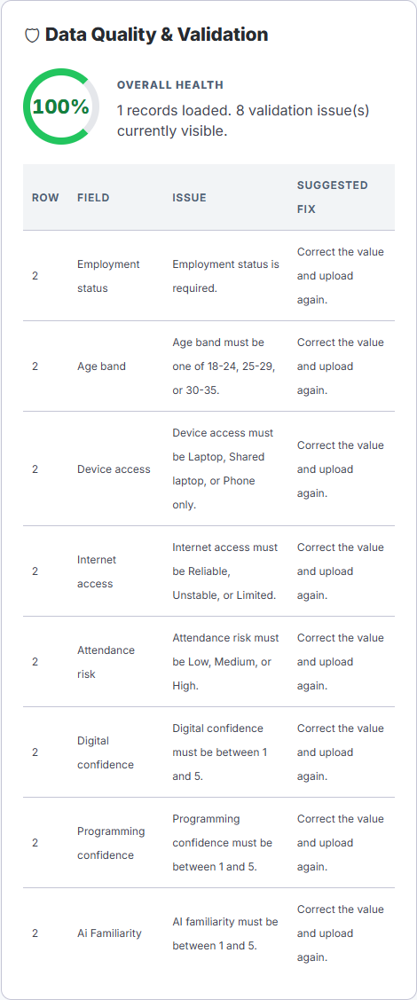 Data Quality & Validation
100%
OVERALL HEALTH
1 records loaded. 8 validation issue(s)
currently visible.
ROW FIELD ISSUE SUGGESTED
FIX
2 Employment
status
Employment status is
required.
Correct the value
and upload
again.
2 Age band
Age band must be
one of 18-24, 25-29,
or 30-35.
Correct the value
and upload
again.
2 Device access
Device access must
be Laptop, Shared
laptop, or Phone
only.
Correct the value
and upload
again.
2 Internet
access
Internet access must
be Reliable,
Unstable, or Limited.
Correct the value
and upload
again.
2 Attendance
risk
Attendance risk must
be Low, Medium, or
High.
Correct the value
and upload
again.
2 Digital
confidence
Digital confidence
must be between 1
and 5.
Correct the value
and upload
again.
2 Programming
confidence
Programming
confidence must be
between 1 and 5.
Correct the value
and upload
again.
2 Ai Familiarity
AI familiarity must be
between 1 and 5.
Correct the value
and upload
again.